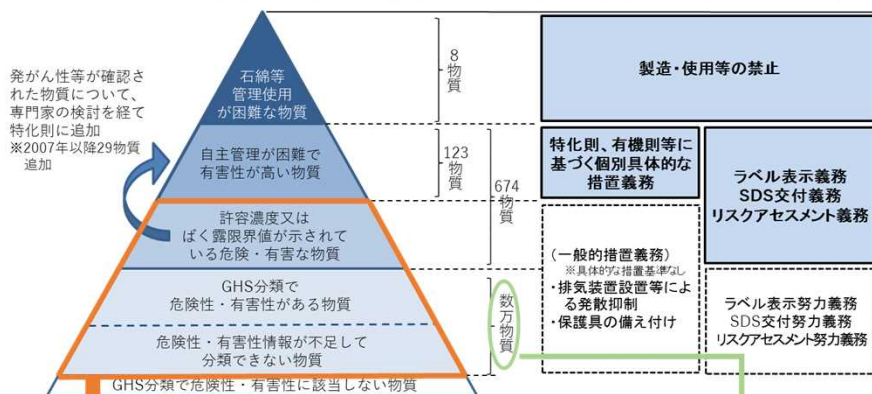 発がん性等が確認され
た物質について、
専門家の検討を経て
特化則に追加
※2007年以降29物質
追加
石綿等
管理使用
が困難な物質
自主管理が困難で
有害性が高い物質
許容濃度又は
ばく露限界値が示されて
いる危険・有害な物質
GHS分類で
危険性・有害性がある物質
危険性・有害性情報が不足して
分類できない物質
GHS分類で危険性・有害性に該当しない物質
8物質
123物質
674物質
数万物質
製造・使用等の禁止
特化則、有機則等に
基づく個別具体的な
措置義務
ラベル表示義務
SDS交付義務
リスクアセスメント義務
(一般的措置義務)
※具体的な措置基準なし
・排気装置設置等によ
る発散抑制
・保護具の備え付け
ラベル表示努力義務
SDS交付努力義務
リスクアセスメント努力義務